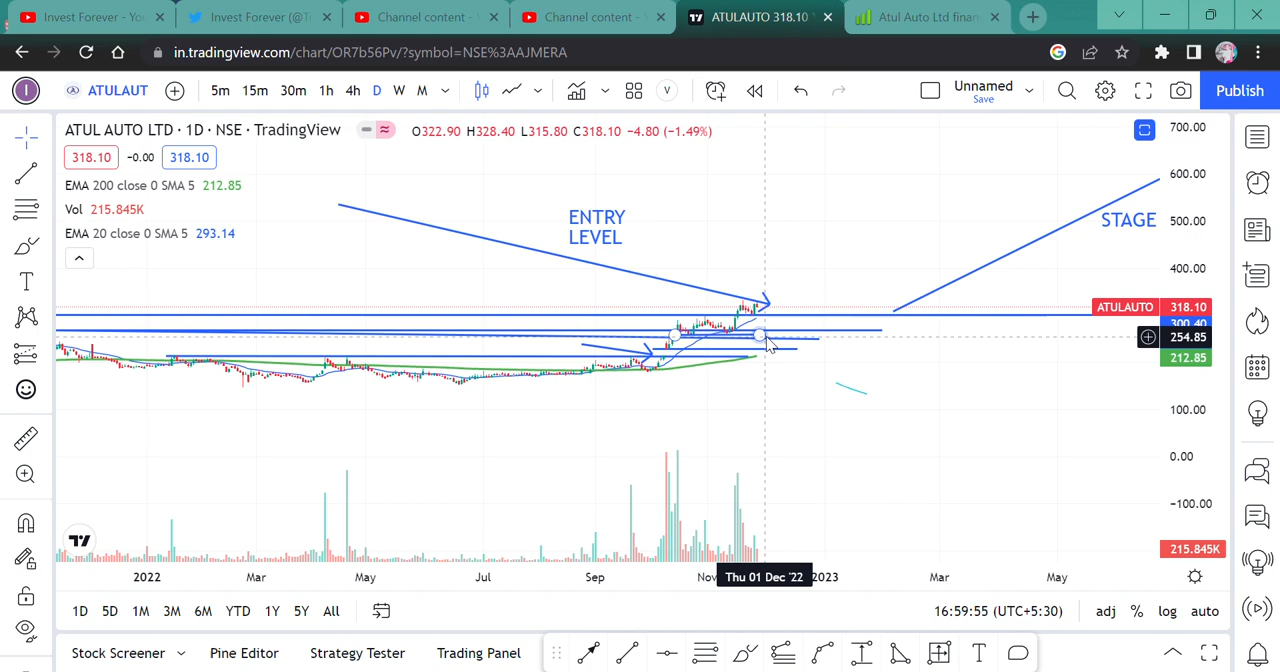 Invest Forever - Yo
Invest Forever (@T
Channel content -
Channel content -
ATULAUTO 318.10
Atul Auto Ltd finan
in.tradingview.com/chart/OR7b56Pv/?symbol=NSE%3AAJMERA
I
ATULAUT
5m 15m 30m 1h 4h D W M
V
Unnamed
Save
Publish
ATUL AUTO LTD · 1D · NSE · TradingView
O322.90 H328.40 L315.80 C318.10 −4.80 (−1.49%)
318.10 −0.00 318.10
EMA 200 close 0 SMA 5 212.85
Vol 215.845K
EMA 20 close 0 SMA 5 293.14
ENTRY
LEVEL
STAGE
700.00
600.00
500.00
400.00
ATULAUTO 318.10
300.40
254.85
212.85
100.00
0.00
−100.00
215.845K
2022 Mar May Jul Sep Nov Thu 01 Dec '22 2023 Mar May
1D 5D 1M 3M 6M YTD 1Y 5Y All
16:59:55 (UTC+5:30) adj % log auto
Stock Screener Pine Editor Strategy Tester Trading Panel